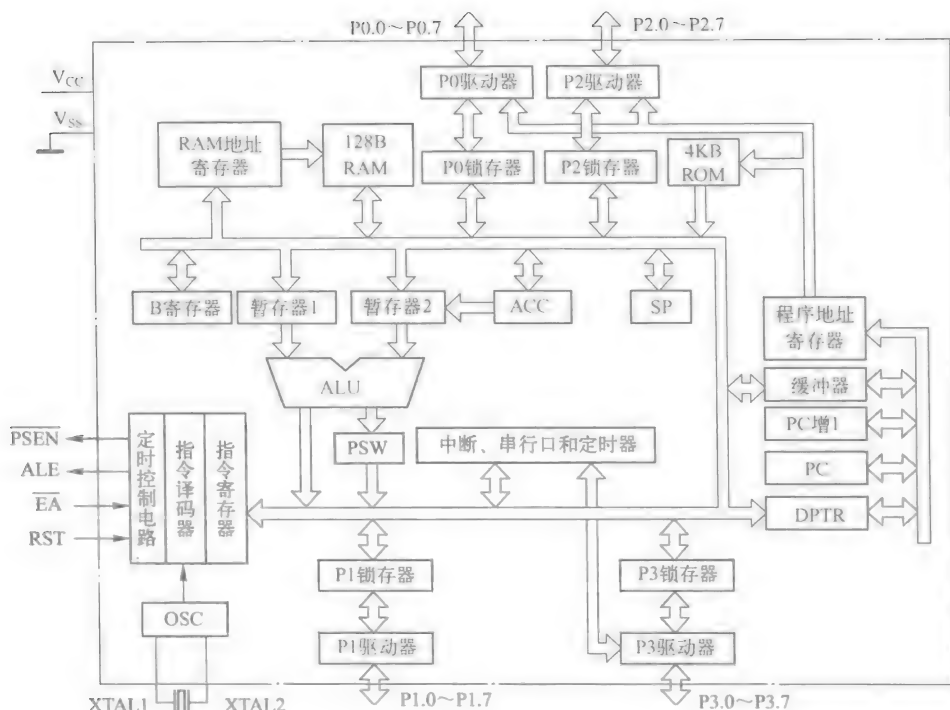 P0.0～P0.7
P2.0～P2.7
V_CC
V_SS
P0驱动器
P2驱动器
RAM地址
寄存器
128B
RAM
P0锁存器
P2锁存器
4KB
ROM
B寄存器
暂存器1
暂存器2
ACC
SP
程序地址
寄存器
ALU
缓冲器
PSW
中断、串行口和定时器
PC增1
PC
DPTR
P̅S̅E̅N̅
ALE
E̅A̅
RST
定时控制电路
指令译码器
指令寄存器
P1锁存器
P3锁存器
OSC
P1驱动器
P3驱动器
XTAL1
XTAL2
P1.0～P1.7
P3.0～P3.7